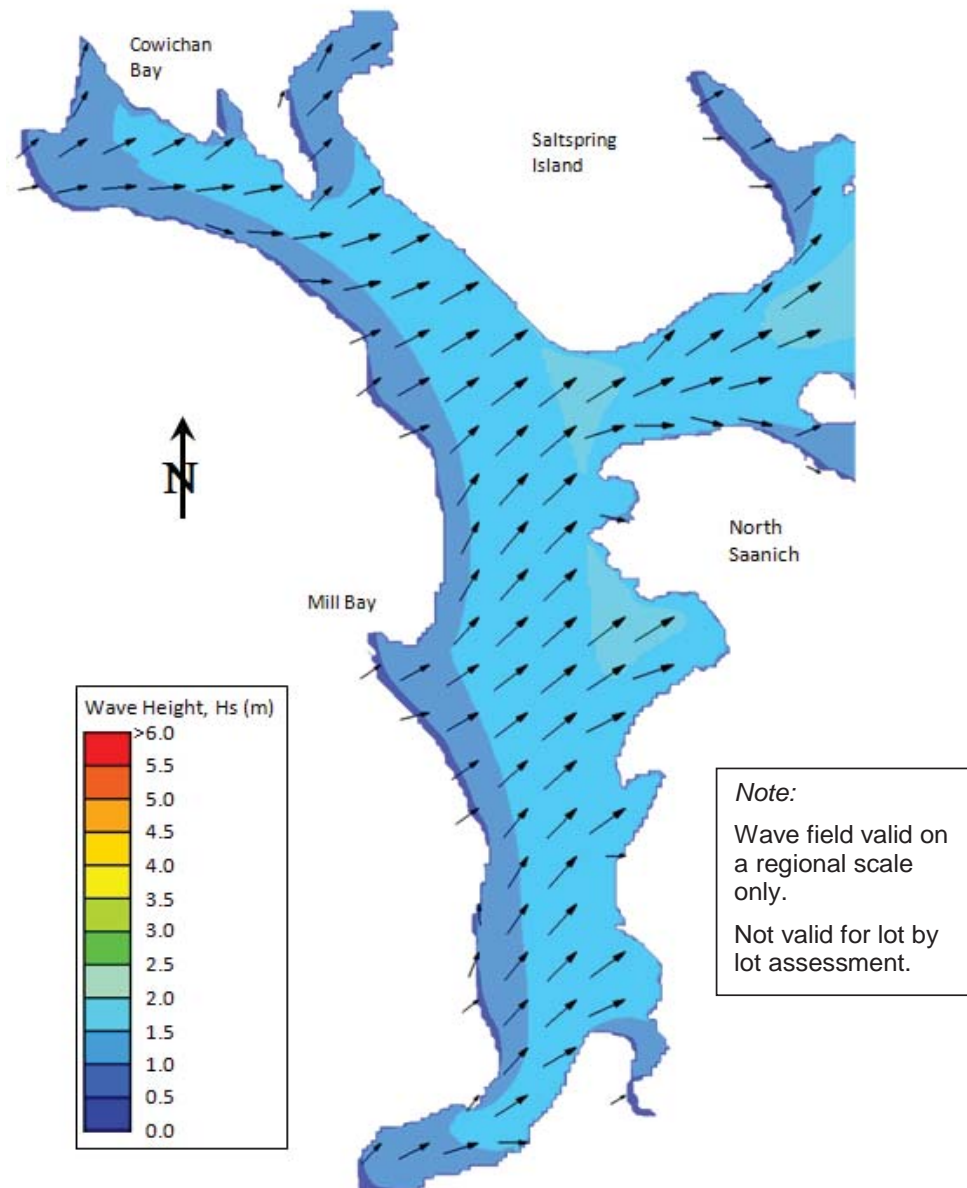 Cowichan
Bay
Saltspring
Island
N
North
Saanich
Mill Bay
Wave Height, Hs (m)
>6.0
5.5
5.0
4.5
4.0
3.5
3.0
2.5
2.0
1.5
1.0
0.5
0.0
Note:
Wave field valid on
a regional scale
only.
Not valid for lot by
lot assessment.